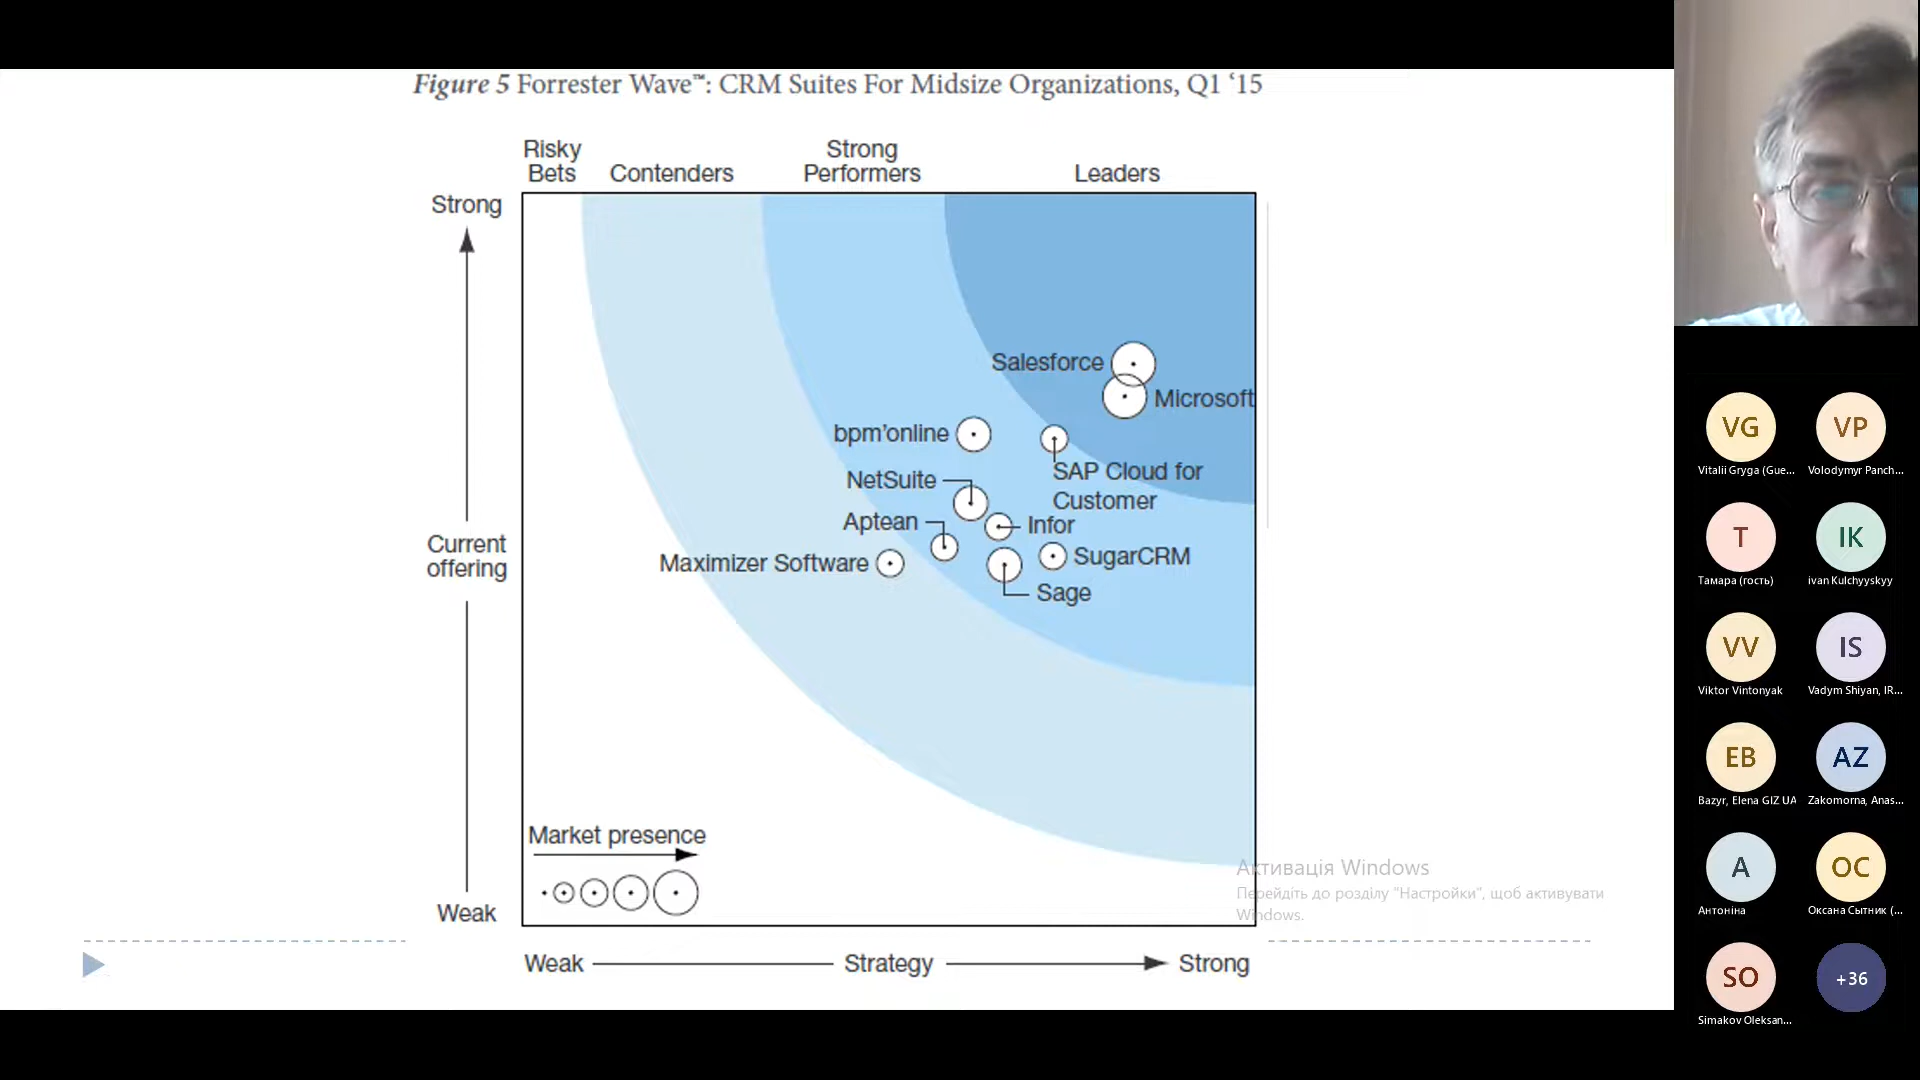 Figure 5 Forrester Wave™: CRM Suites For Midsize Organizations, Q1 ‘15
Risky
Bets
Contenders
Strong
Performers
Leaders
Strong
Current
offering
Weak
Salesforce
Microsoft
bpm’online
SAP Cloud for
Customer
NetSuite
Aptean
Infor
Maximizer Software
SugarCRM
Sage
Market presence
Weak
Strategy
Strong
Активація Windows
Перейдіть до розділу "Настройки", щоб активувати
Windows.
VG
Vitalii Gryga (Gue...
VP
Volodymyr Panch...
T
Тамара (гость)
IK
ivan Kulchyyskyy
VV
Viktor Vintonyak
IS
Vadym Shiyan, IR...
EB
Bazyr, Elena GIZ UA
AZ
Zakomorna, Anas...
A
Антоніна
OC
Оксана Сытник (...
SO
Simakov Oleksan...
+36